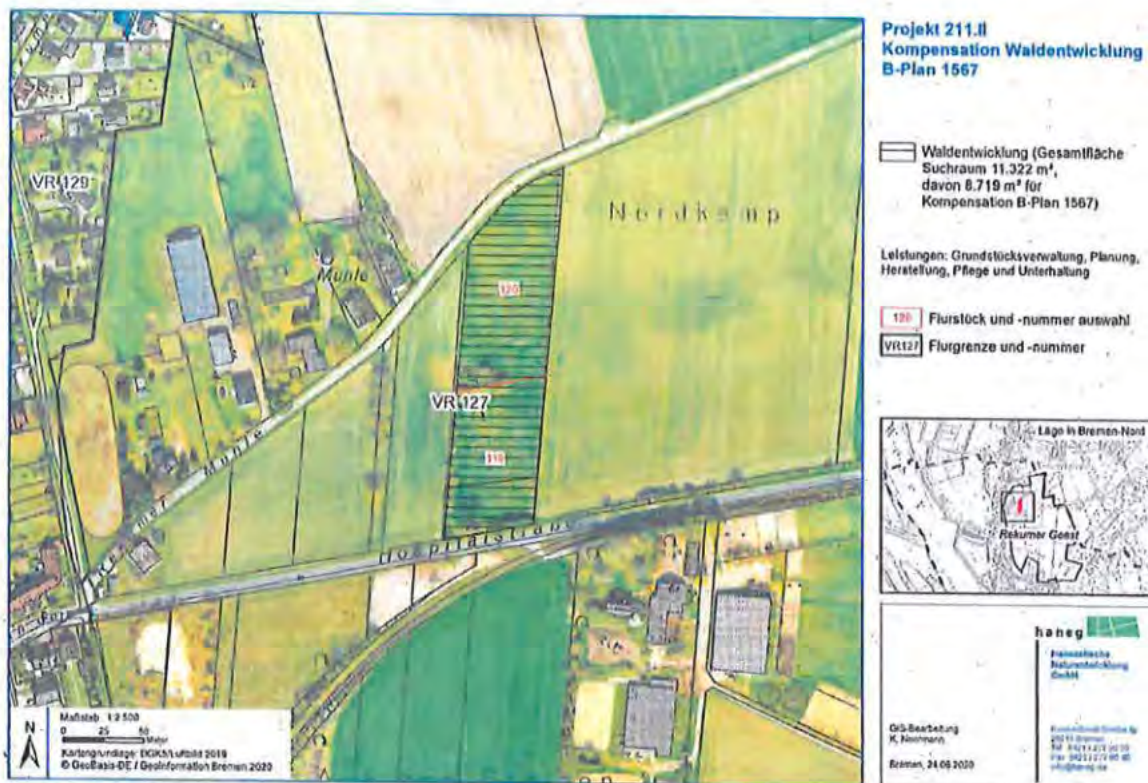 Projekt 211.II
Kompensation Waldentwicklung
B-Plan 1567
Waldentwicklung (Gesamtfläche
Suchraum 11.322 m²,
davon 8.719 m² für
Kompensation B-Plan 1567)
Leistungen: Grundstücksverwaltung, Planung,
Herstellung, Pflege und Unterhaltung
120 Flurstück und -nummer auswahl
VR127 Flurgrenze und -nummer
VR 129
Nordkamp
Mühle
120
VR 127
Mühle
Hospitalstraße
Lage in Bremen-Nord
Rekumer Geest
haneg
Hanseatische
Naturentwicklung
GmbH
GIS-Bearbeitung
Bremen, 24.06.2020
N
Maßstab 1:2 500
0 25 50
Meter
Kartengrundlage: DGK5/Luftbild 2019
© GeoBasis-DE / GeoInformation Bremen 2020